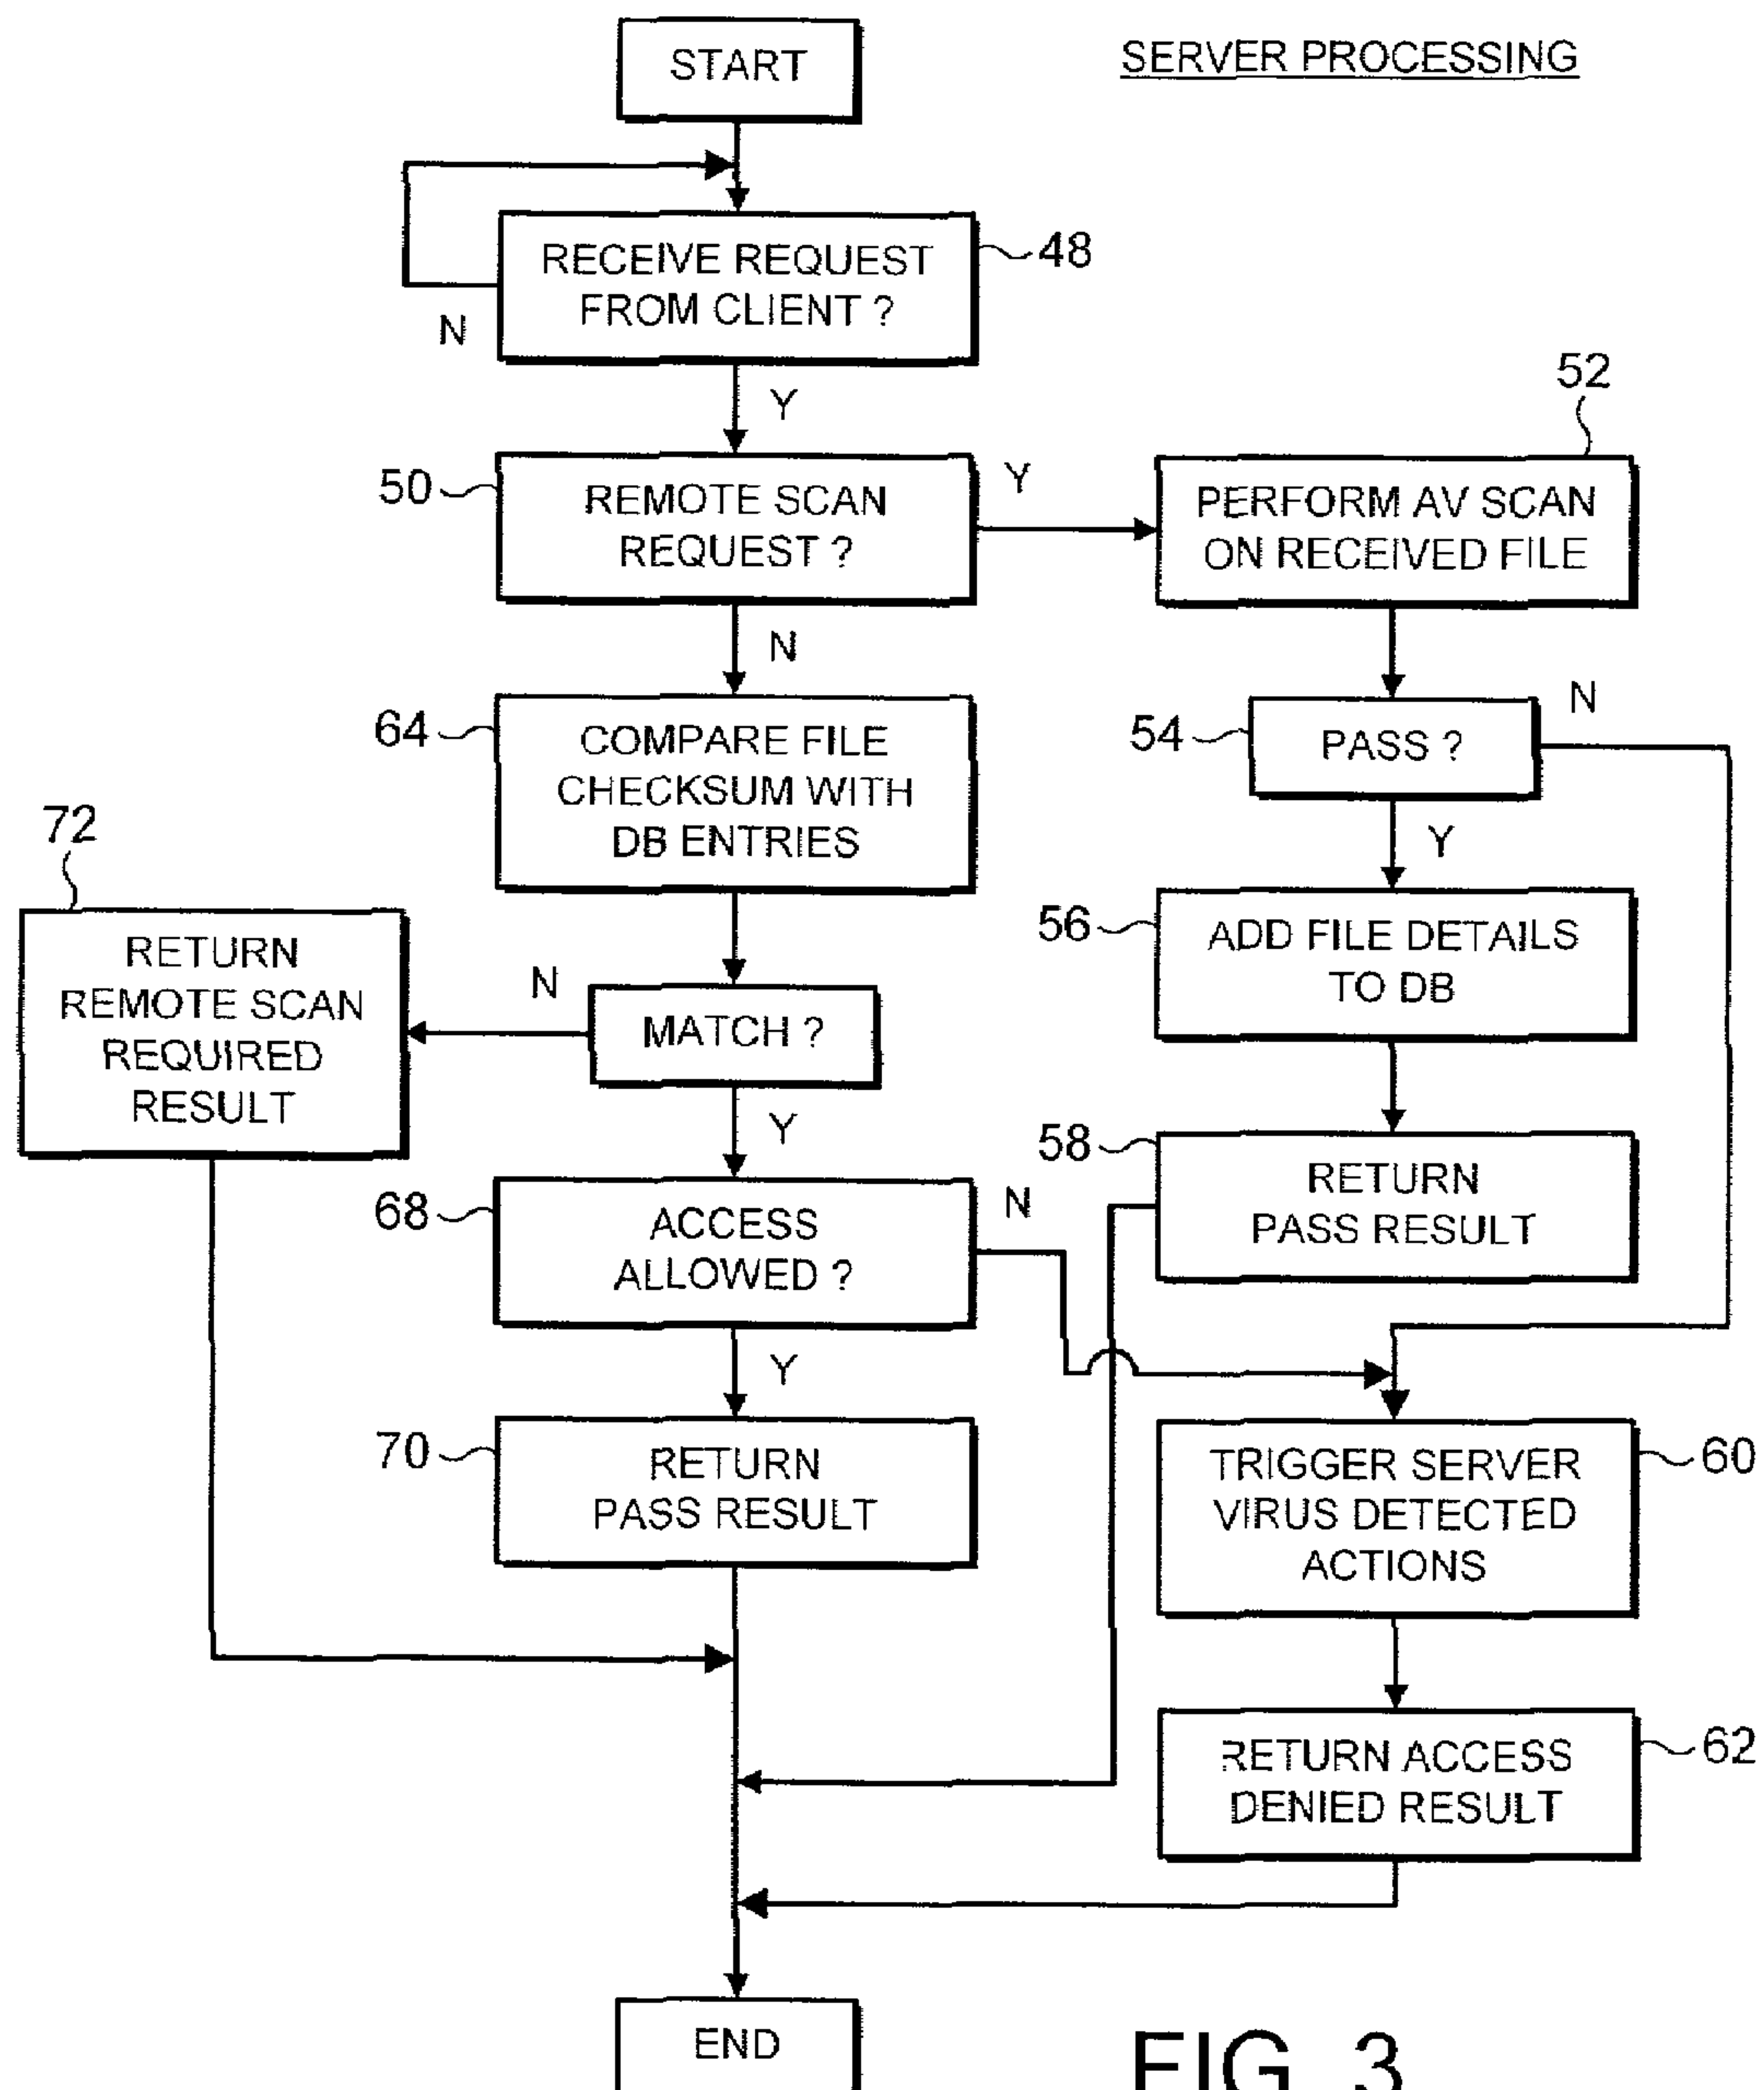 START
SERVER PROCESSING
RECEIVE REQUEST
FROM CLIENT ?
48
N
Y
52
50
REMOTE SCAN
REQUEST ?
Y
PERFORM AV SCAN
ON RECEIVED FILE
N
64
COMPARE FILE
CHECKSUM WITH
DB ENTRIES
54
PASS ?
N
Y
72
RETURN
REMOTE SCAN
REQUIRED
RESULT
N
MATCH ?
Y
56
ADD FILE DETAILS
TO DB
58
RETURN
PASS RESULT
68
ACCESS
ALLOWED ?
N
Y
70
RETURN
PASS RESULT
TRIGGER SERVER
VIRUS DETECTED
ACTIONS
60
RETURN ACCESS
DENIED RESULT
62
END
FIG. 3